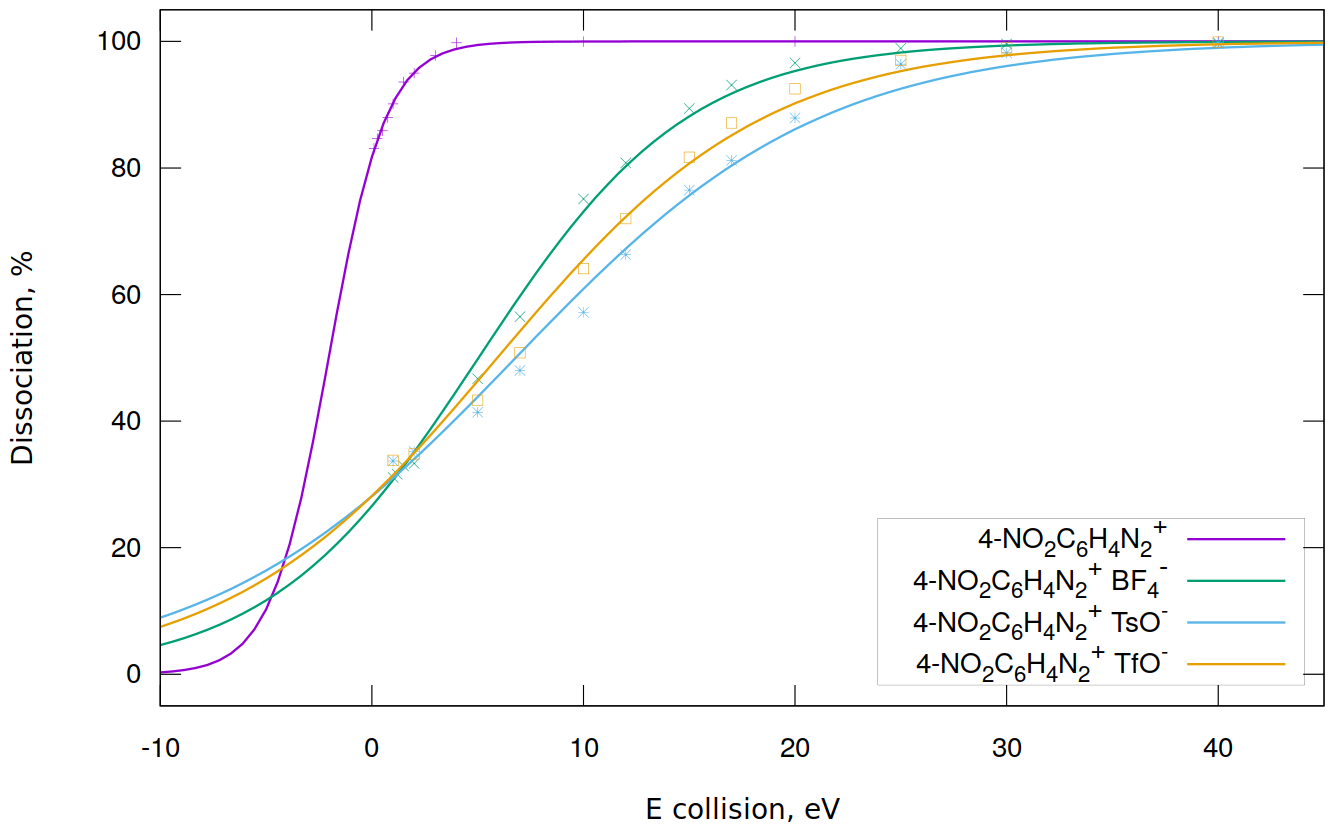 100
80
60
40
20
0
Dissociation, %
4-NO₂C₆H₄N₂⁺
4-NO₂C₆H₄N₂⁺ BF₄⁻
4-NO₂C₆H₄N₂⁺ TsO⁻
4-NO₂C₆H₄N₂⁺ TfO⁻
-10 0 10 20 30 40
E collision, eV